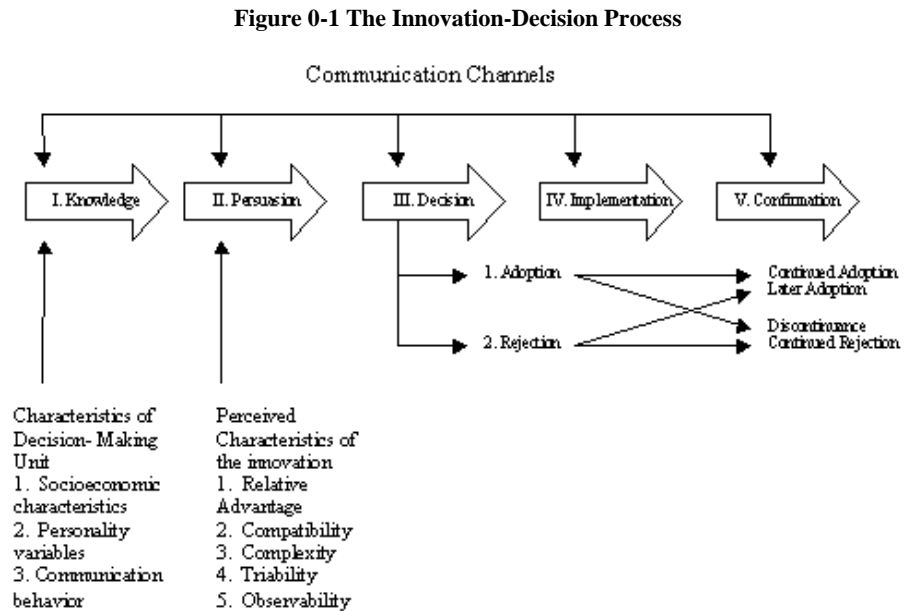 Figure 0-1 The Innovation-Decision Process
Communication Channels
I. Knowledge
II. Persuasion
III. Decision
IV. Implementation
V. Confirmation
1. Adoption
2. Rejection
Continued Adoption
Later Adoption
Discontinuance
Continued Rejection
Characteristics of
Decision- Making
Unit
1. Socioeconomic
characteristics
2. Personality
variables
3. Communication
behavior
Perceived
Characteristics of
the innovation
1. Relative
Advantage
2. Compatibility
3. Complexity
4. Triability
5. Observability